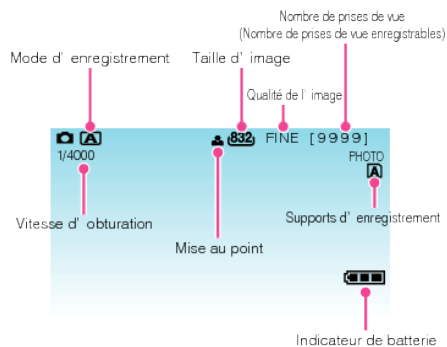 Nombre de prises de vue
(Nombre de prises de vue enregistrables)
Mode d' enregistrement
Taille d' image
Qualité de l' image
A 832 FINE [9999]
1/4000
PHOTO
A
Vitesse d' obturation
Supports d' enregistrement
Mise au point
Indicateur de batterie